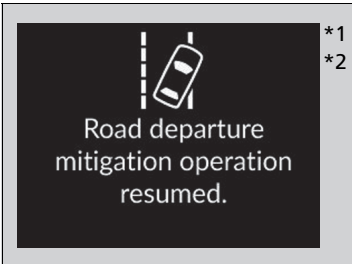 *1
*2
Road departure
mitigation operation
resumed.